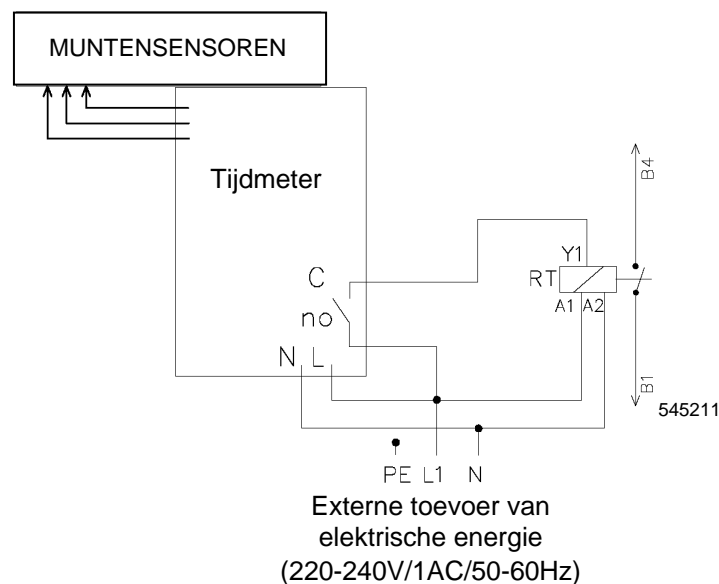 MUNTENSENSOREN
Tijdmeter
B4
Y1
RT
C
A1 A2
no
N L
B1
545211
PE L1 N
Externe toevoer van
elektrische energie
(220-240V/1AC/50-60Hz)